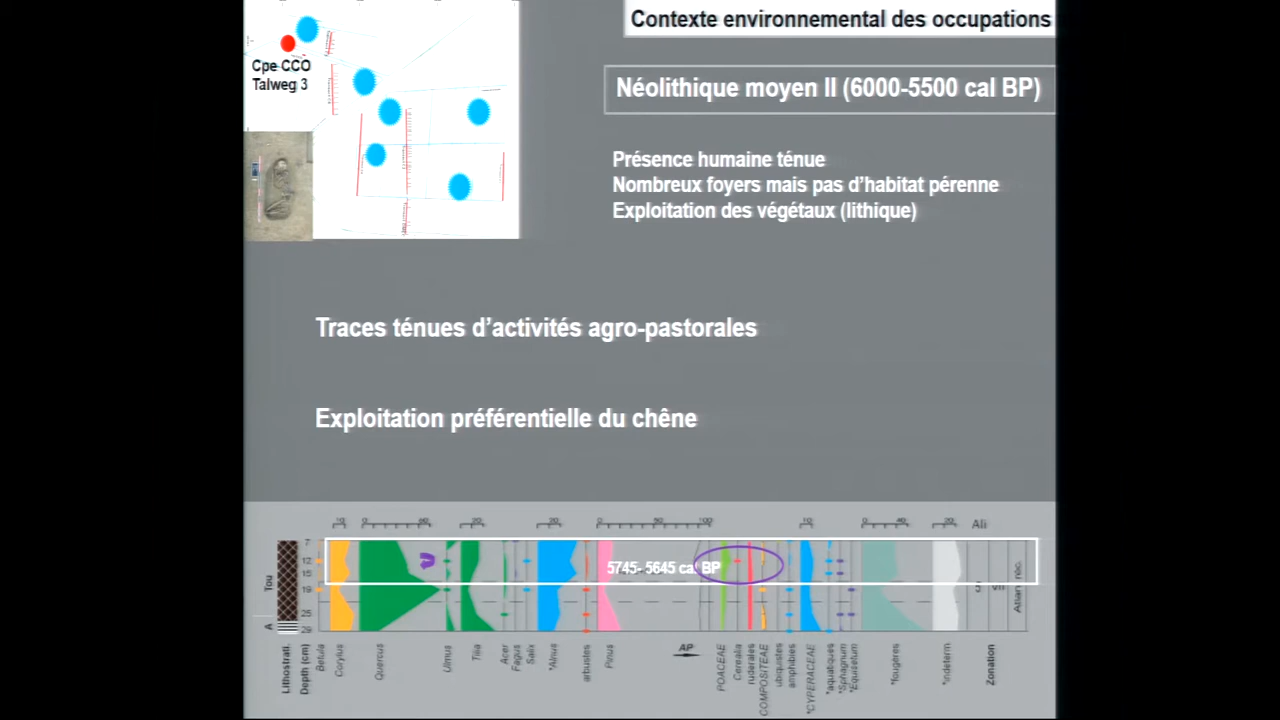 Contexte environnemental des occupations
Cpe CCO
Talweg 3
Néolithique moyen II (6000-5500 cal BP)
Présence humaine ténue
Nombreux foyers mais pas d'habitat pérenne
Exploitation des végétaux (lithique)
Traces ténues d'activités agro-pastorales
Exploitation préférentielle du chêne
5745- 5645 cal BP
Tou
A
AP
Lithostrati.
Depth (cm)
Betula
Corylus
Quercus
Ulmus
Tilia
Acer
Fagus
Salix
*Alnus
arbustes
Pinus
POACEAE
Cerealia
rudérales
COMPOSITEAE
ubiquistes
amphibies
*CYPERACEAE
*aquatiques
*Sphagnum
*Equisetum
*fougères
*indeterm.
Zonation